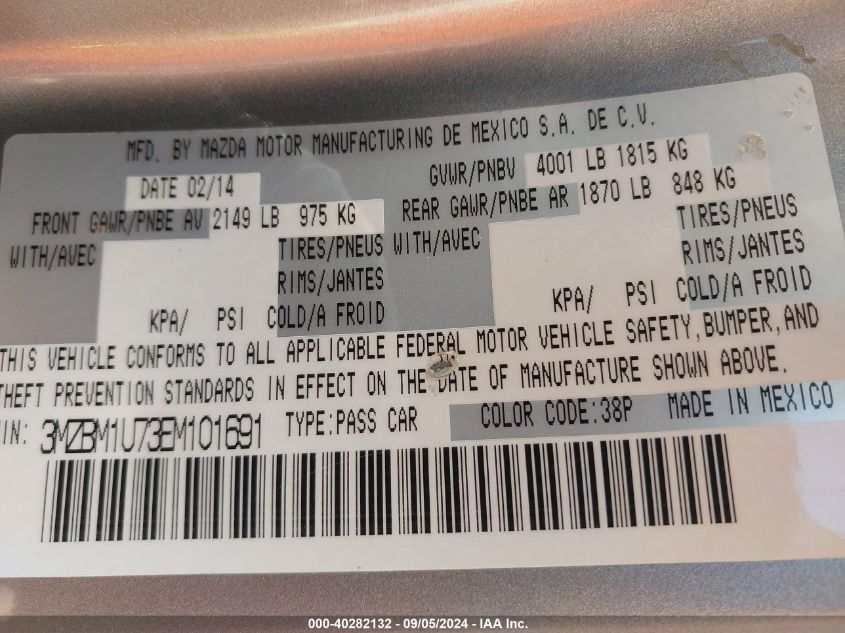 MFD. BY MAZDA MOTOR MANUFACTURING DE MEXICO S.A. DE C.V.
DATE 02/14 GVWR/PNBV 4001 LB 1815 KG
FRONT GAWR/PNBE AV 2149 LB 975 KG REAR GAWR/PNBE AR 1870 LB 848 KG
WITH/AVEC TIRES/PNEUS WITH/AVEC TIRES/PNEUS
RIMS/JANTES RIMS/JANTES
KPA/ PSI COLD/A FROID KPA/ PSI COLD/A FROID
THIS VEHICLE CONFORMS TO ALL APPLICABLE FEDERAL MOTOR VEHICLE SAFETY, BUMPER, AND
THEFT PREVENTION STANDARDS IN EFFECT ON THE DATE OF MANUFACTURE SHOWN ABOVE.
VIN: 3MZBM1U73EM101691 TYPE:PASS CAR COLOR CODE:38P MADE IN MEXICO
000-40282132 - 09/05/2024 - IAA Inc.